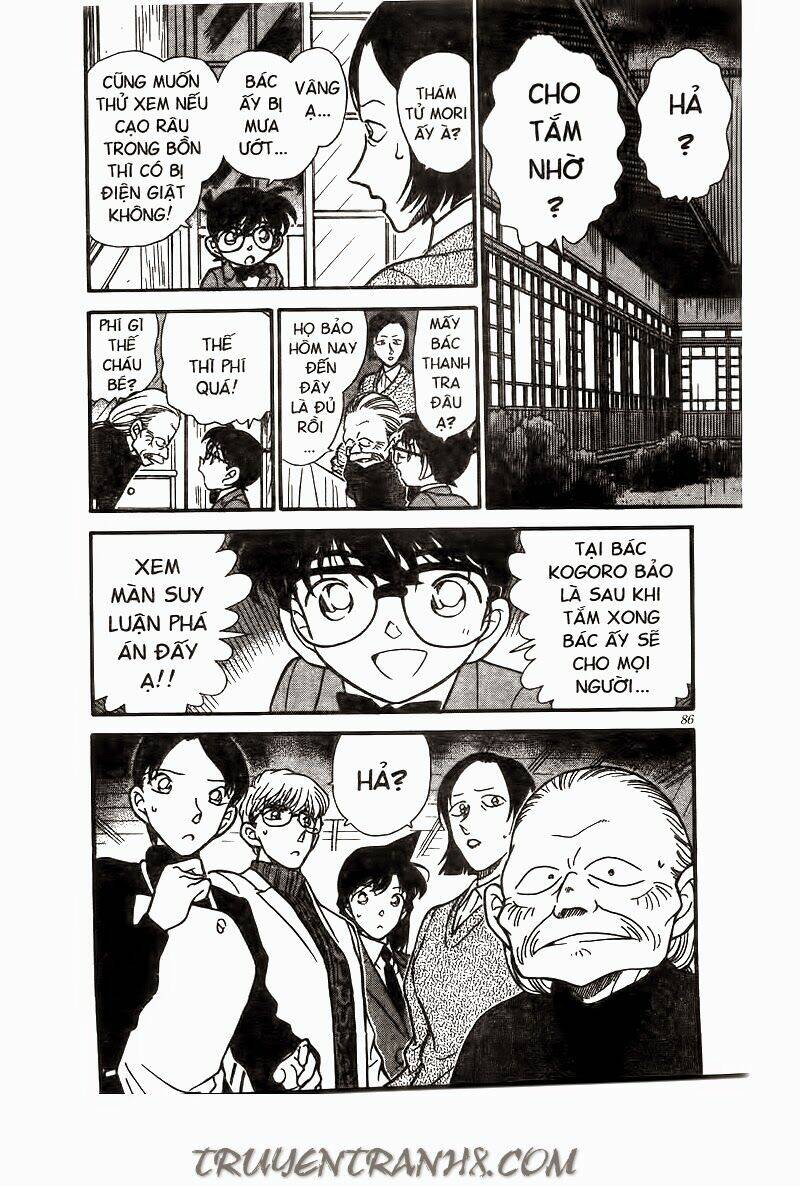 HẢ
?
CHO
TẮM
NHỜ
?
THÁM
TỬ MORI
ẤY À?
VÂNG
Ạ...
BÁC
ẤY BỊ
MƯA
ƯỚT...
CŨNG MUỐN
THỬ XEM NẾU
CẠO RÂU
TRONG BỒN
THÌ CÓ BỊ
ĐIỆN GIẬT
KHÔNG!
MẤY
BÁC
THANH
TRA
ĐÂU
Ạ?
HỌ BẢO
HÔM NAY
ĐẾN
ĐÂY
LÀ ĐỦ
RỒI
...
THẾ
THÌ PHÍ
QUÁ!
PHÍ GÌ
THẾ
CHÁU
BÉ?
TẠI BÁC
KOGORO BẢO
LÀ SAU KHI
TẮM XONG
BÁC ẤY SẼ
CHO MỌI
NGƯỜI...
XEM
MÀN SUY
LUẬN PHÁ
ÁN ĐẤY
Ạ!!
86
HẢ?
TRUYENTRANH8.COM